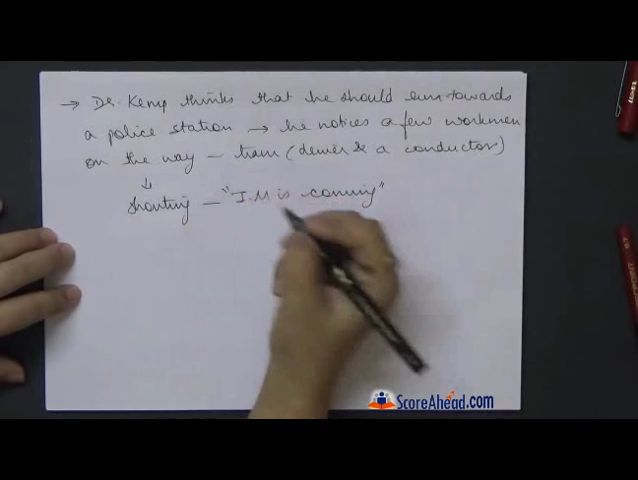 → Dr. Kemp thinks that he should run towards
a police station → he notices a few workmen
on the way – tram (driver & a conductor)
↓
shouting – "I.M is coming"
ScoreAhead.com